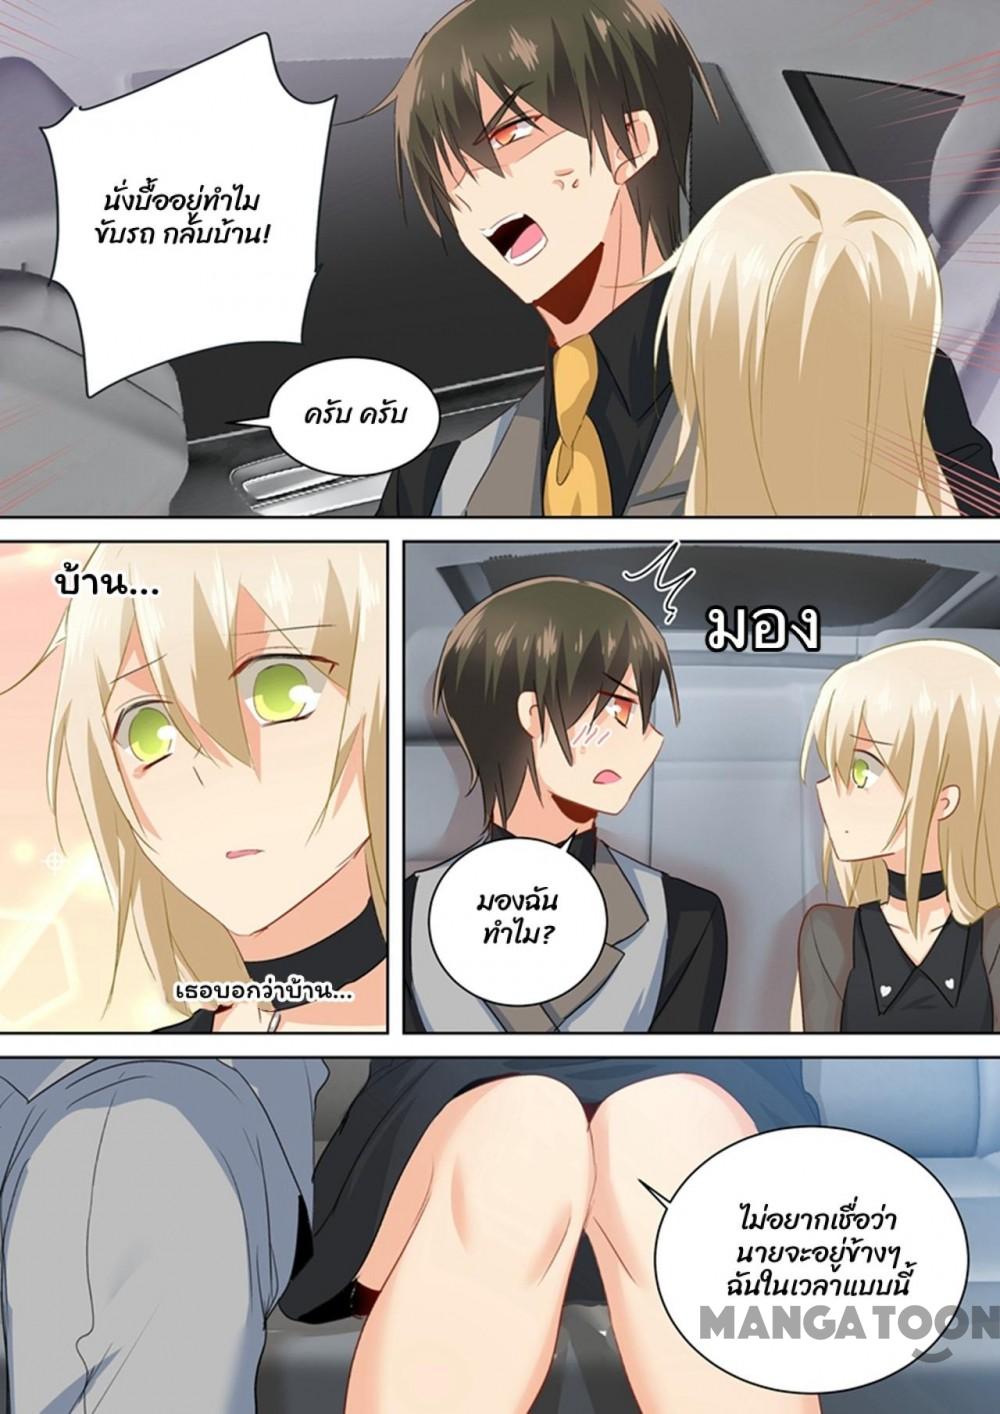 นั่งบื้ออยู่ทำไม
ขับรถ กลับบ้าน!
ครับ ครับ
บ้าน...
เธอบอกว่าบ้าน...
มอง
มองฉัน
ทำไม?
ไม่อยากเชื่อว่า
นายจะอยู่ข้างๆ
ฉันในเวลาแบบนี้
MANGATOON